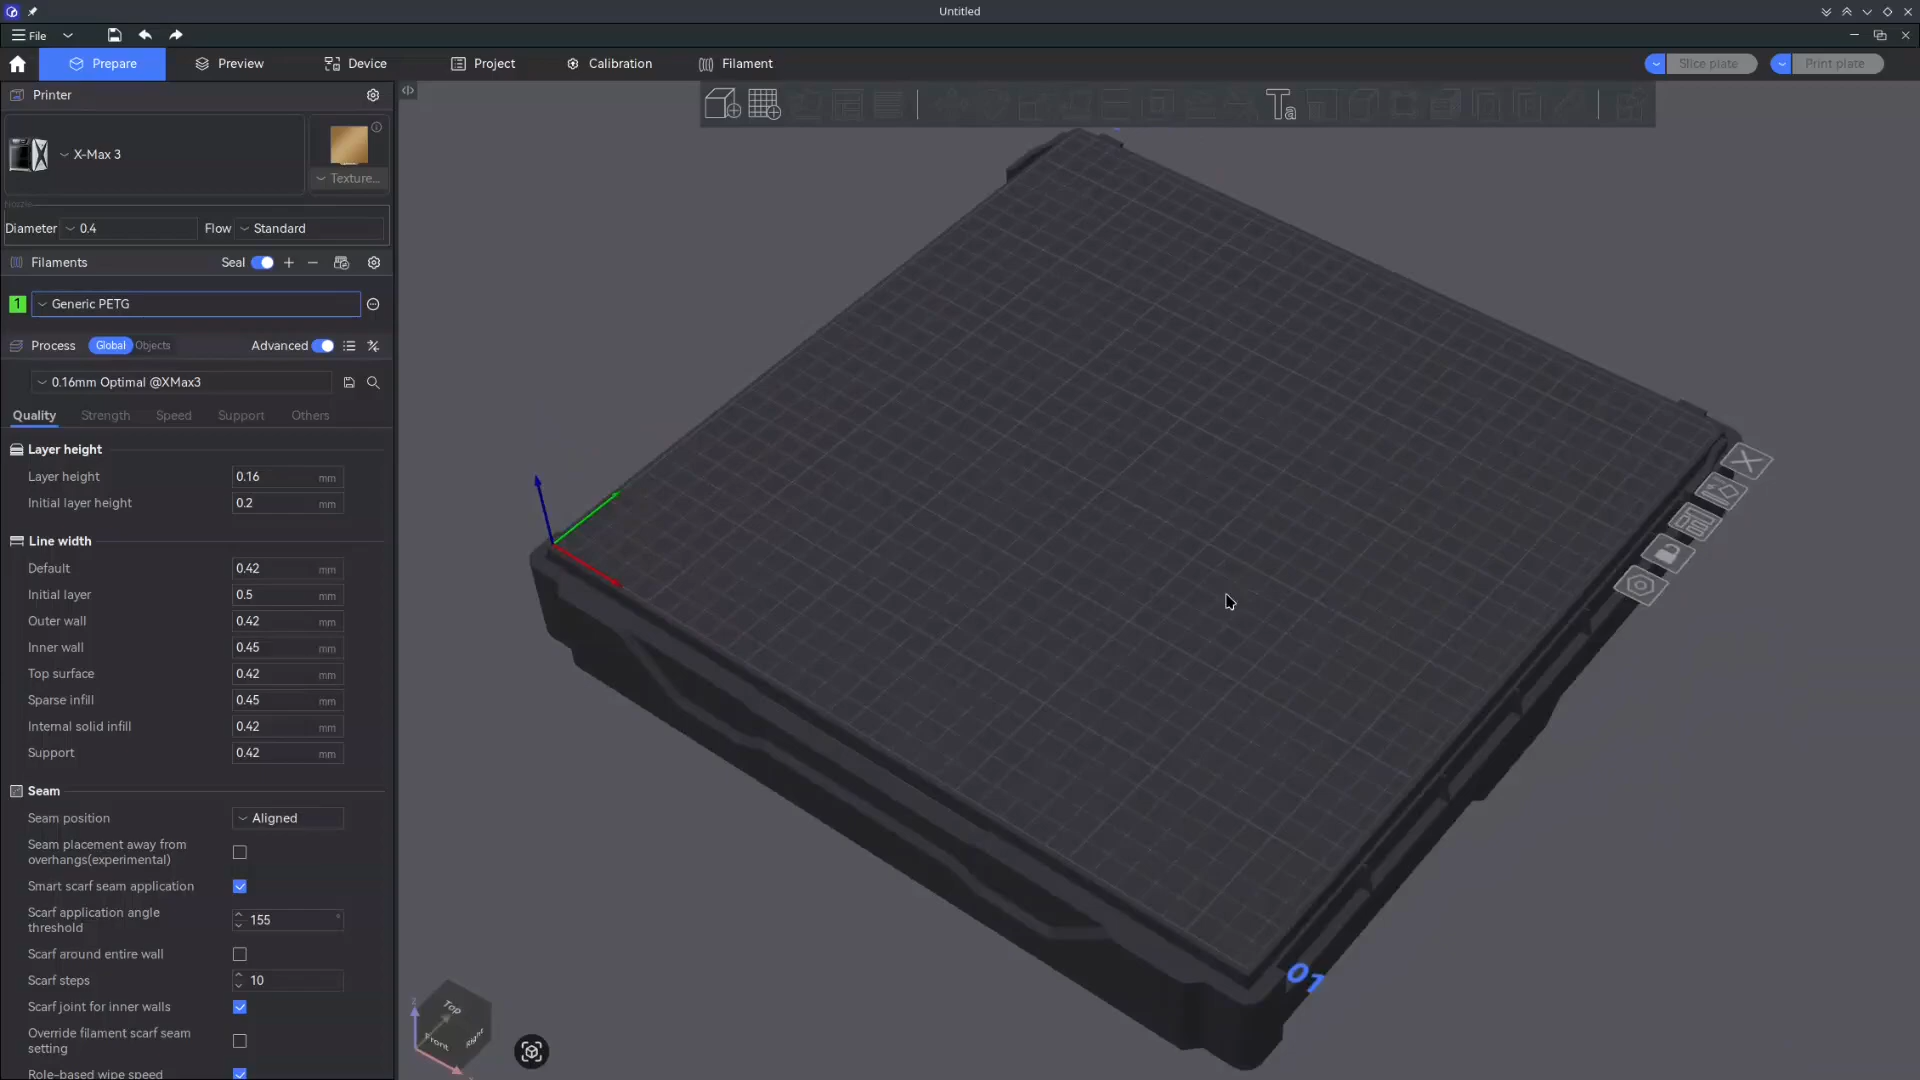 Untitled
File
Prepare
Preview
Device
Project
Calibration
Filament
Slice plate
Print plate
Printer
X-Max 3
Texture...
Nozzle
Diameter 0.4 Flow Standard
Filaments Seal
1 Generic PETG
Process Global Objects Advanced
0.16mm Optimal @XMax3
Quality Strength Speed Support Others
Layer height
Layer height 0.16 mm
Initial layer height 0.2 mm
Line width
Default 0.42 mm
Initial layer 0.5 mm
Outer wall 0.42 mm
Inner wall 0.45 mm
Top surface 0.42 mm
Sparse infill 0.45 mm
Internal solid infill 0.42 mm
Support 0.42 mm
Seam
Seam position Aligned
Seam placement away from
overhangs(experimental)
Smart scarf seam application
Scarf application angle
threshold 155 °
Scarf around entire wall
Scarf steps 10
Scarf joint for inner walls
Override filament scarf seam
setting
Role-based wipe speed
Ta
01
Top
Front
Right
z